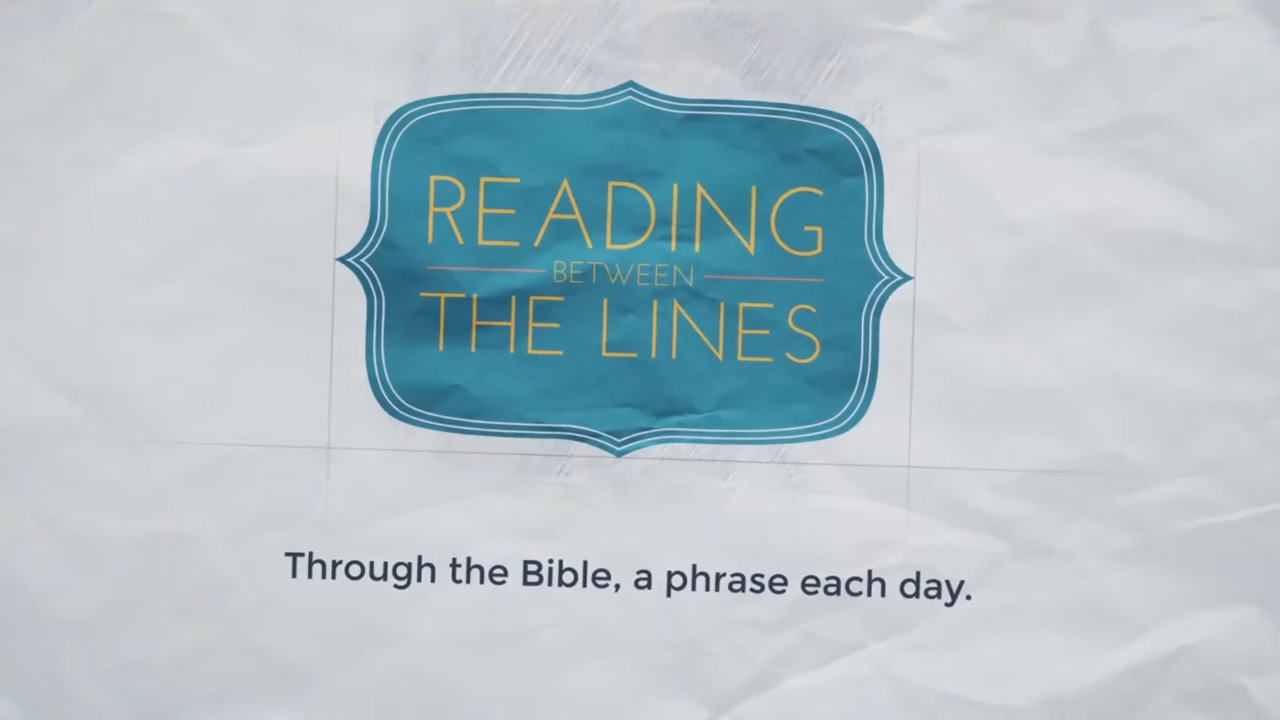 READING
BETWEEN
THE LINES
Through the Bible, a phrase each day.